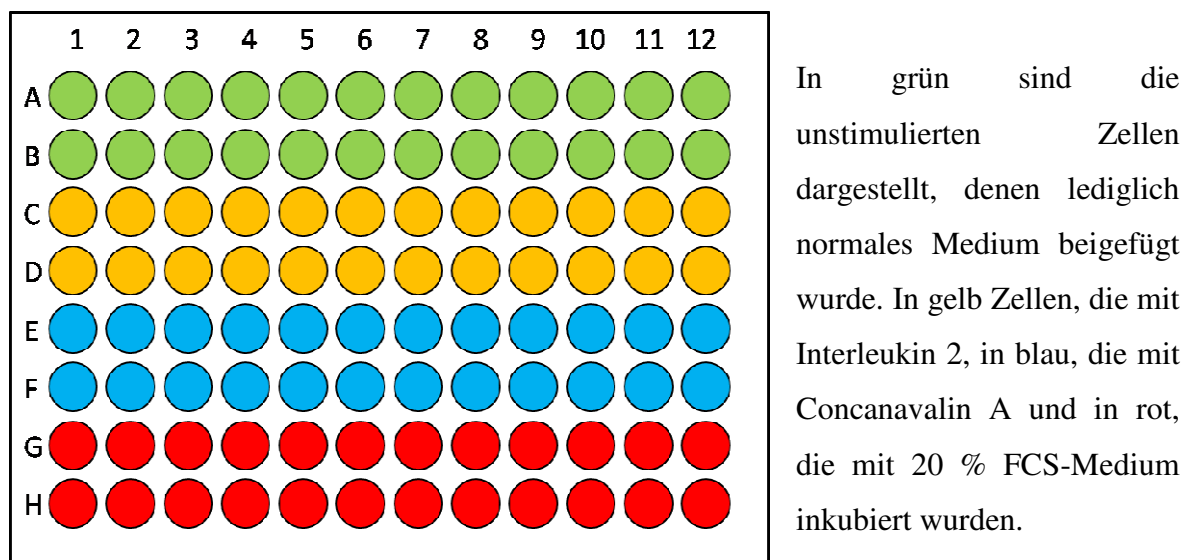 1 2 3 4 5 6 7 8 9 10 11 12
A
B
C
D
E
F
G
H
In grün sind die
unstimulierten Zellen
dargestellt, denen lediglich
normales Medium beigefügt
wurde. In gelb Zellen, die mit
Interleukin 2, in blau, die mit
Concanavalin A und in rot,
die mit 20 % FCS-Medium
inkubiert wurden.